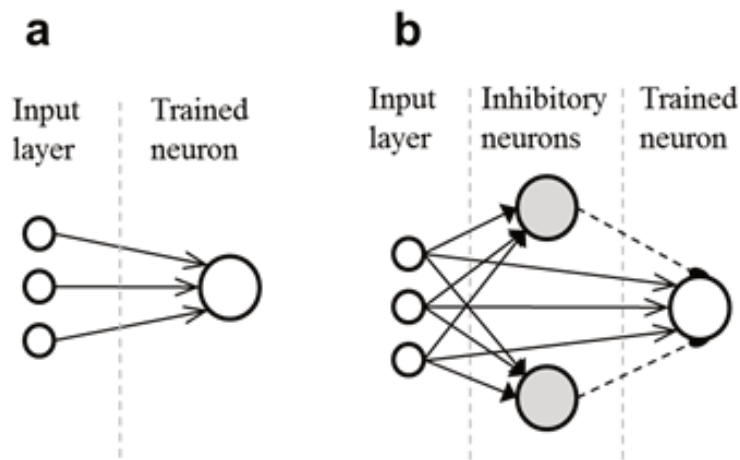 a
Input
layer
Trained
neuron
b
Input
layer
Inhibitory
neurons
Trained
neuron